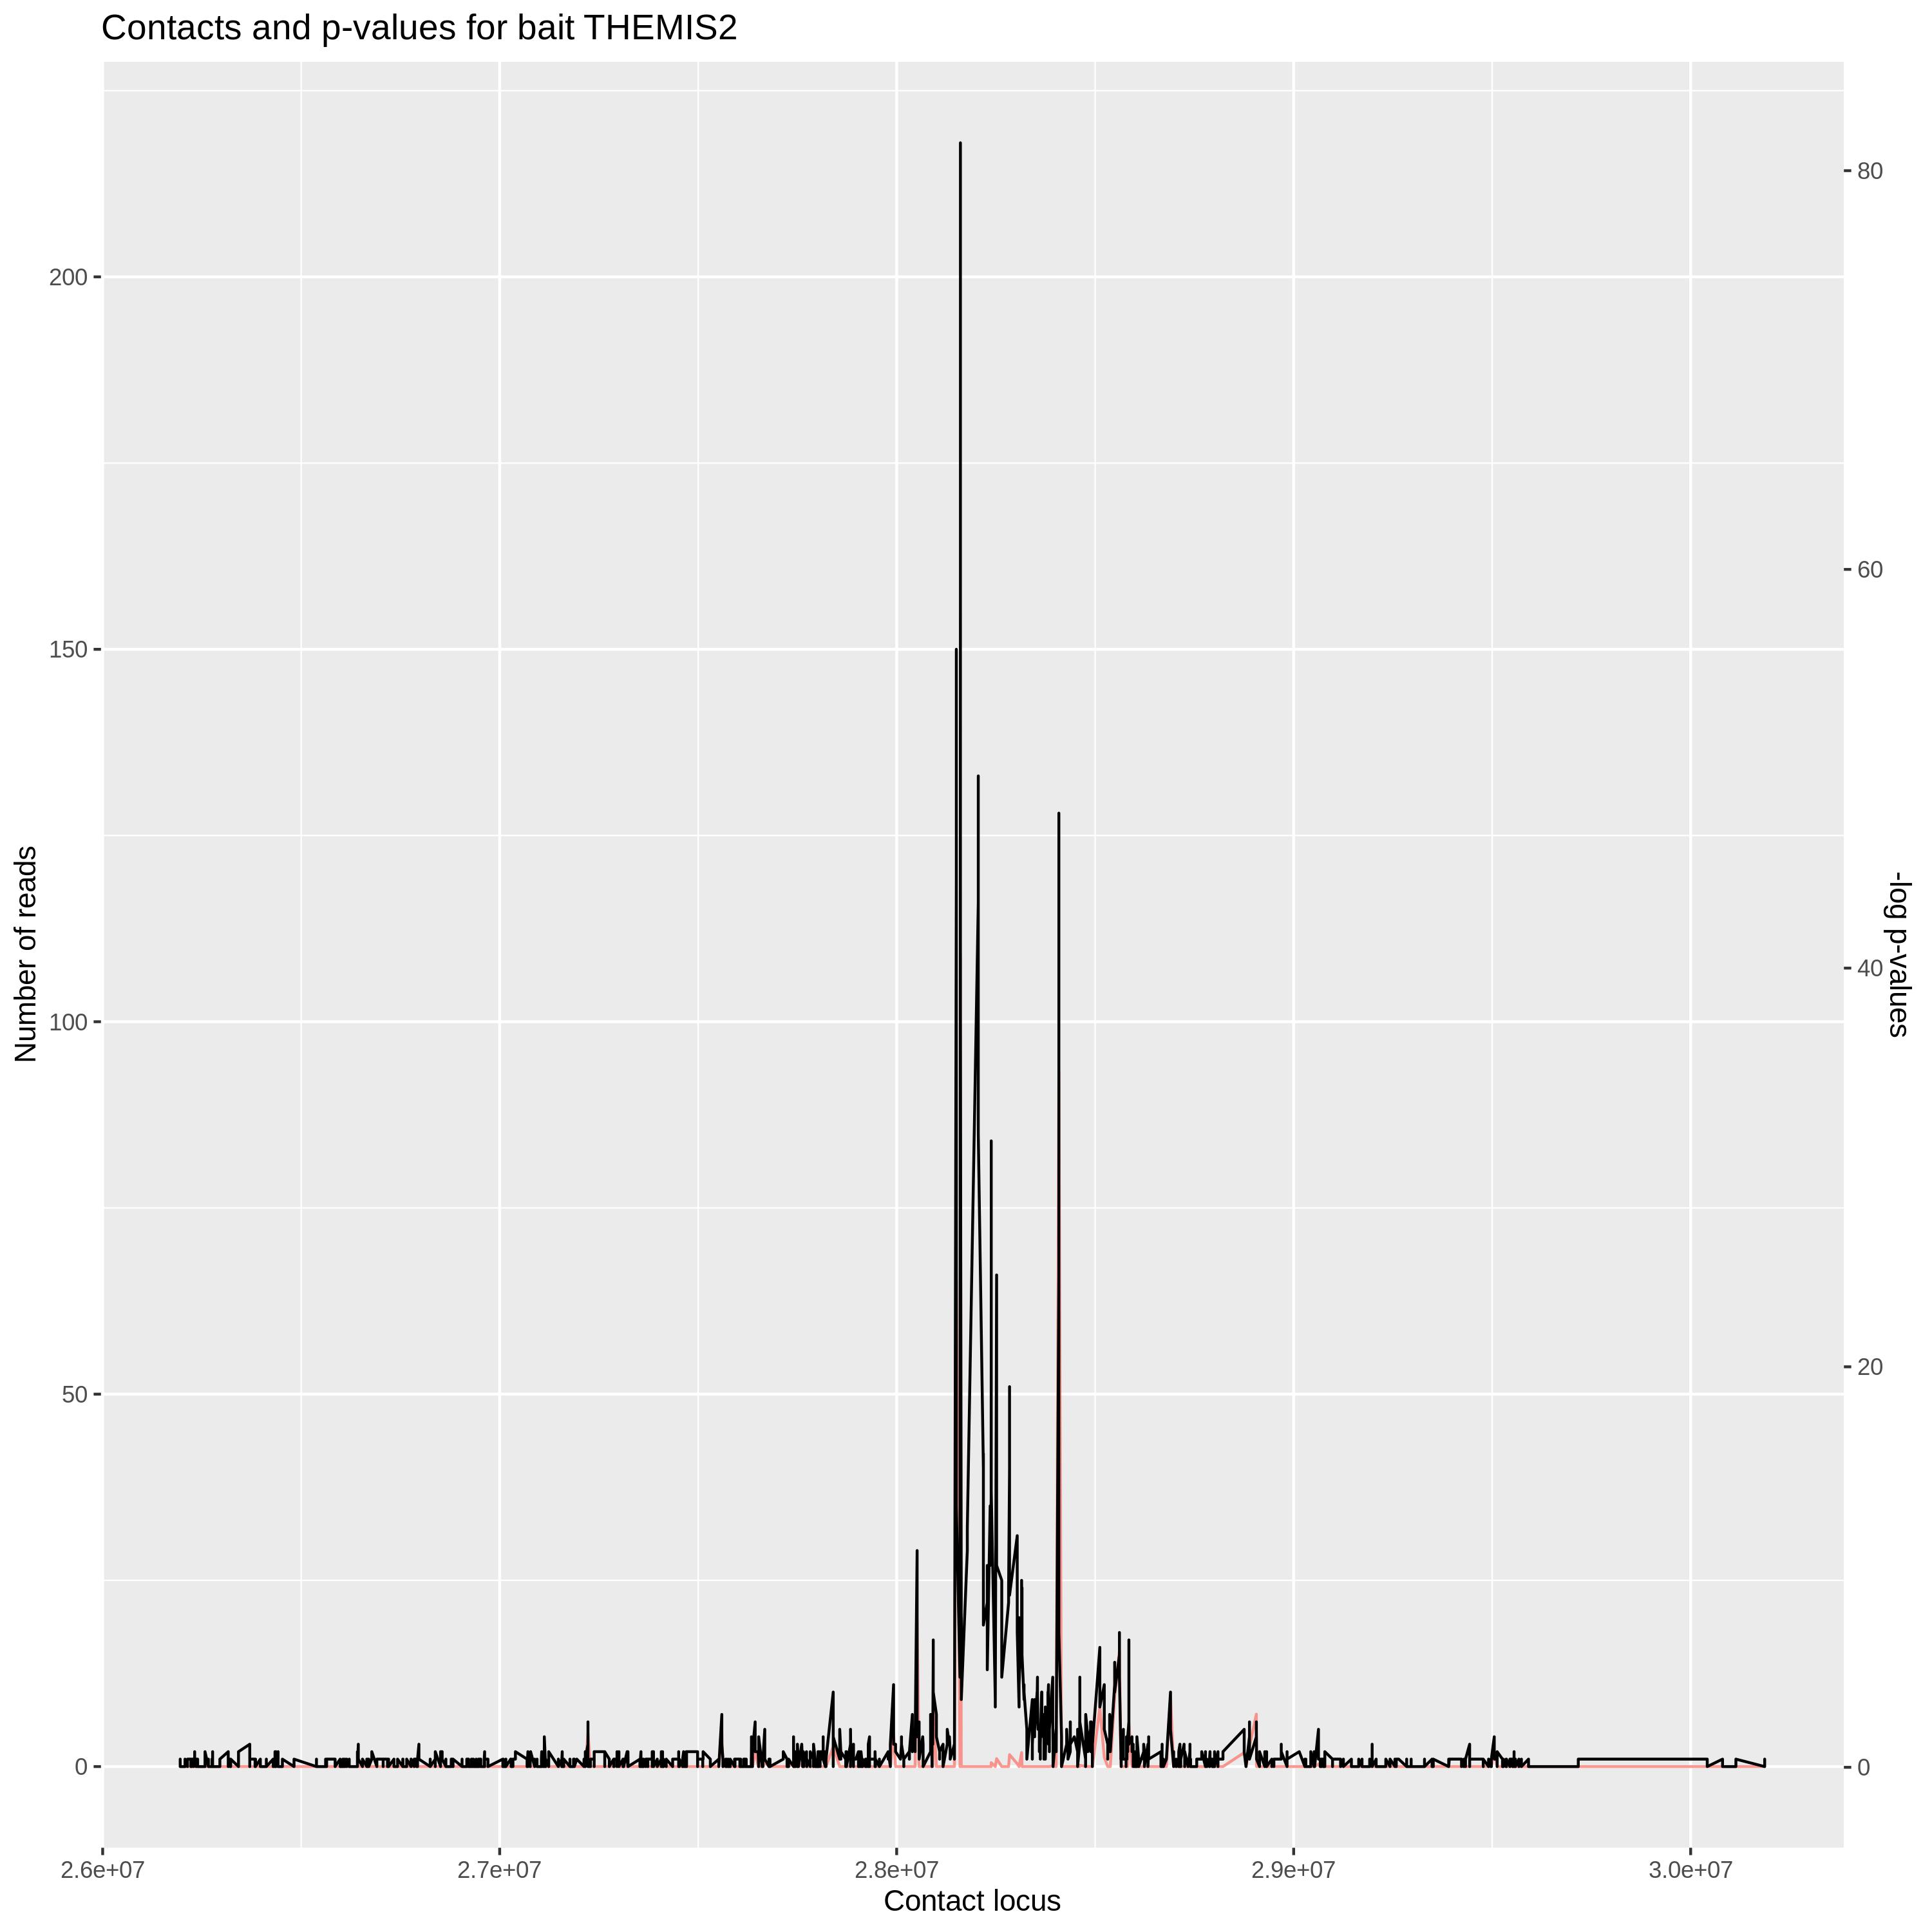 Contacts and p-values for bait THEMIS2
200
150
100
50
0
Number of reads
80
60
40
20
0
-log p-values
2.6e+07
2.7e+07
2.8e+07
2.9e+07
3.0e+07
Contact locus